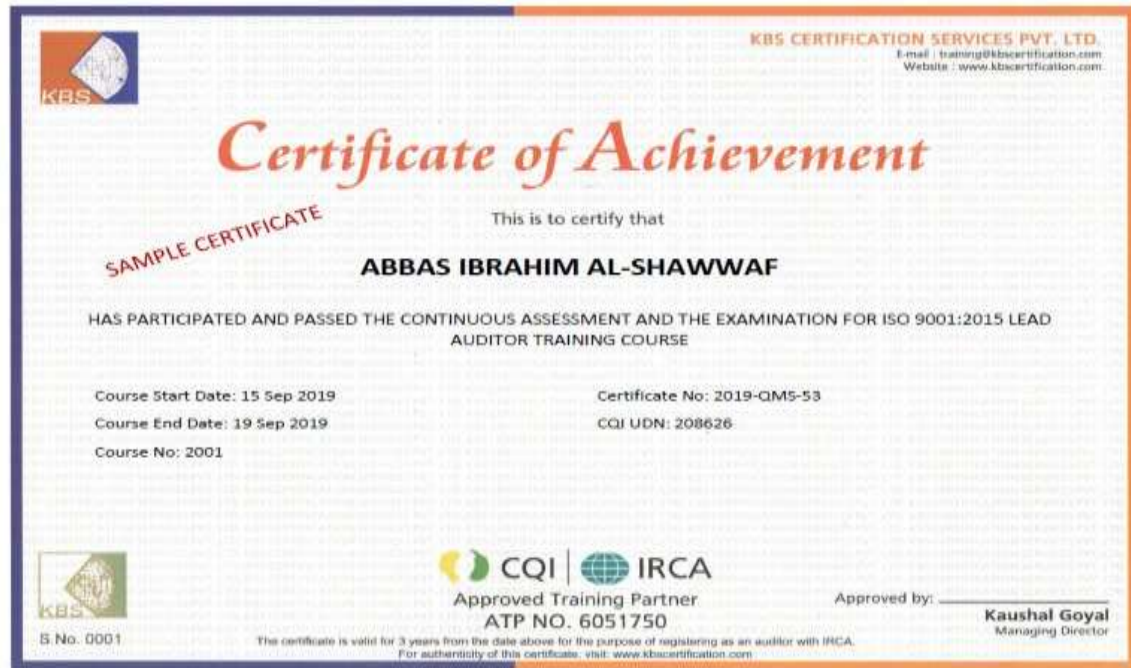 KBS
KBS CERTIFICATION SERVICES PVT. LTD.
E-mail : training@kbscertification.com
Website : www.kbscertification.com
Certificate of Achievement
SAMPLE CERTIFICATE
This is to certify that
ABBAS IBRAHIM AL-SHAWWAF
HAS PARTICIPATED AND PASSED THE CONTINUOUS ASSESSMENT AND THE EXAMINATION FOR ISO 9001:2015 LEAD
AUDITOR TRAINING COURSE
Course Start Date: 15 Sep 2019
Certificate No: 2019-QMS-53
Course End Date: 19 Sep 2019
CQI UDN: 208626
Course No: 2001
KBS
S.No. 0001
CQI | IRCA
Approved Training Partner
ATP NO. 6051750
Approved by:
Kaushal Goyal
Managing Director
The certificate is valid for 3 years from the date above for the purpose of registering as an auditor with IRCA.
For authenticity of this certificate, visit: www.kbscertification.com